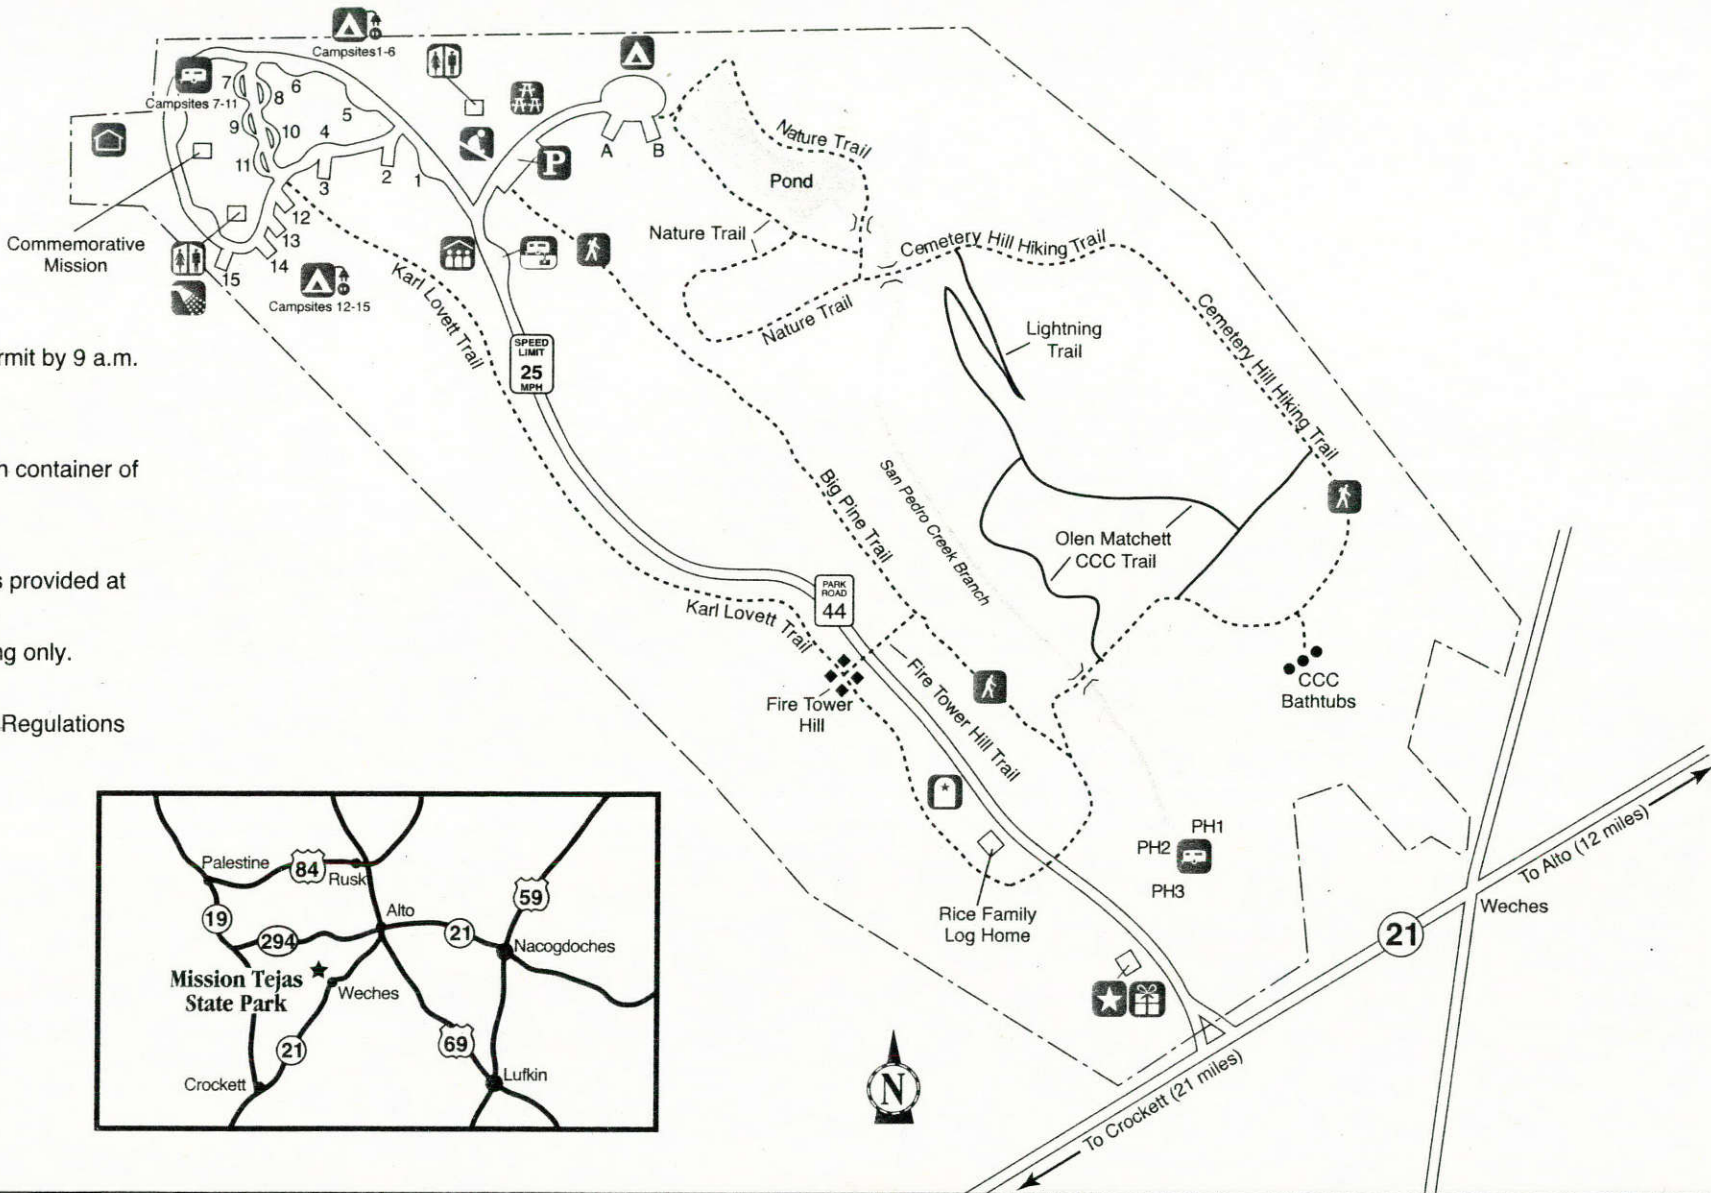 Campsites1-6
Campsites 7-11
7
6
8
5
9
10
4
11
3
2
1
12
13
14
15
Campsites 12-15
A
B
P
Commemorative
Mission
Nature Trail
Pond
Nature Trail
Nature Trail
Cemetery Hill Hiking Trail
Cemetery Hill Hiking Trail
Karl Lovett Trail
SPEED
LIMIT
25
MPH
Lightning
Trail
Big Pine Trail
San Pedro Creek Branch
Olen Matchett
CCC Trail
Karl Lovett Trail
PARK
ROAD
44
Fire Tower
Hill
Fire Tower Hill Trail
CCC
Bathtubs
Rice Family
Log Home
PH1
PH2
PH3
To Alto (12 miles)
Weches
21
To Crockett (21 miles)
N
rmit by 9 a.m.
n container of
s provided at
ng only.
Regulations
Palestine
84
Rusk
19
294
Alto
21
59
Nacogdoches
Mission Tejas
State Park
Weches
21
69
Crockett
Lufkin